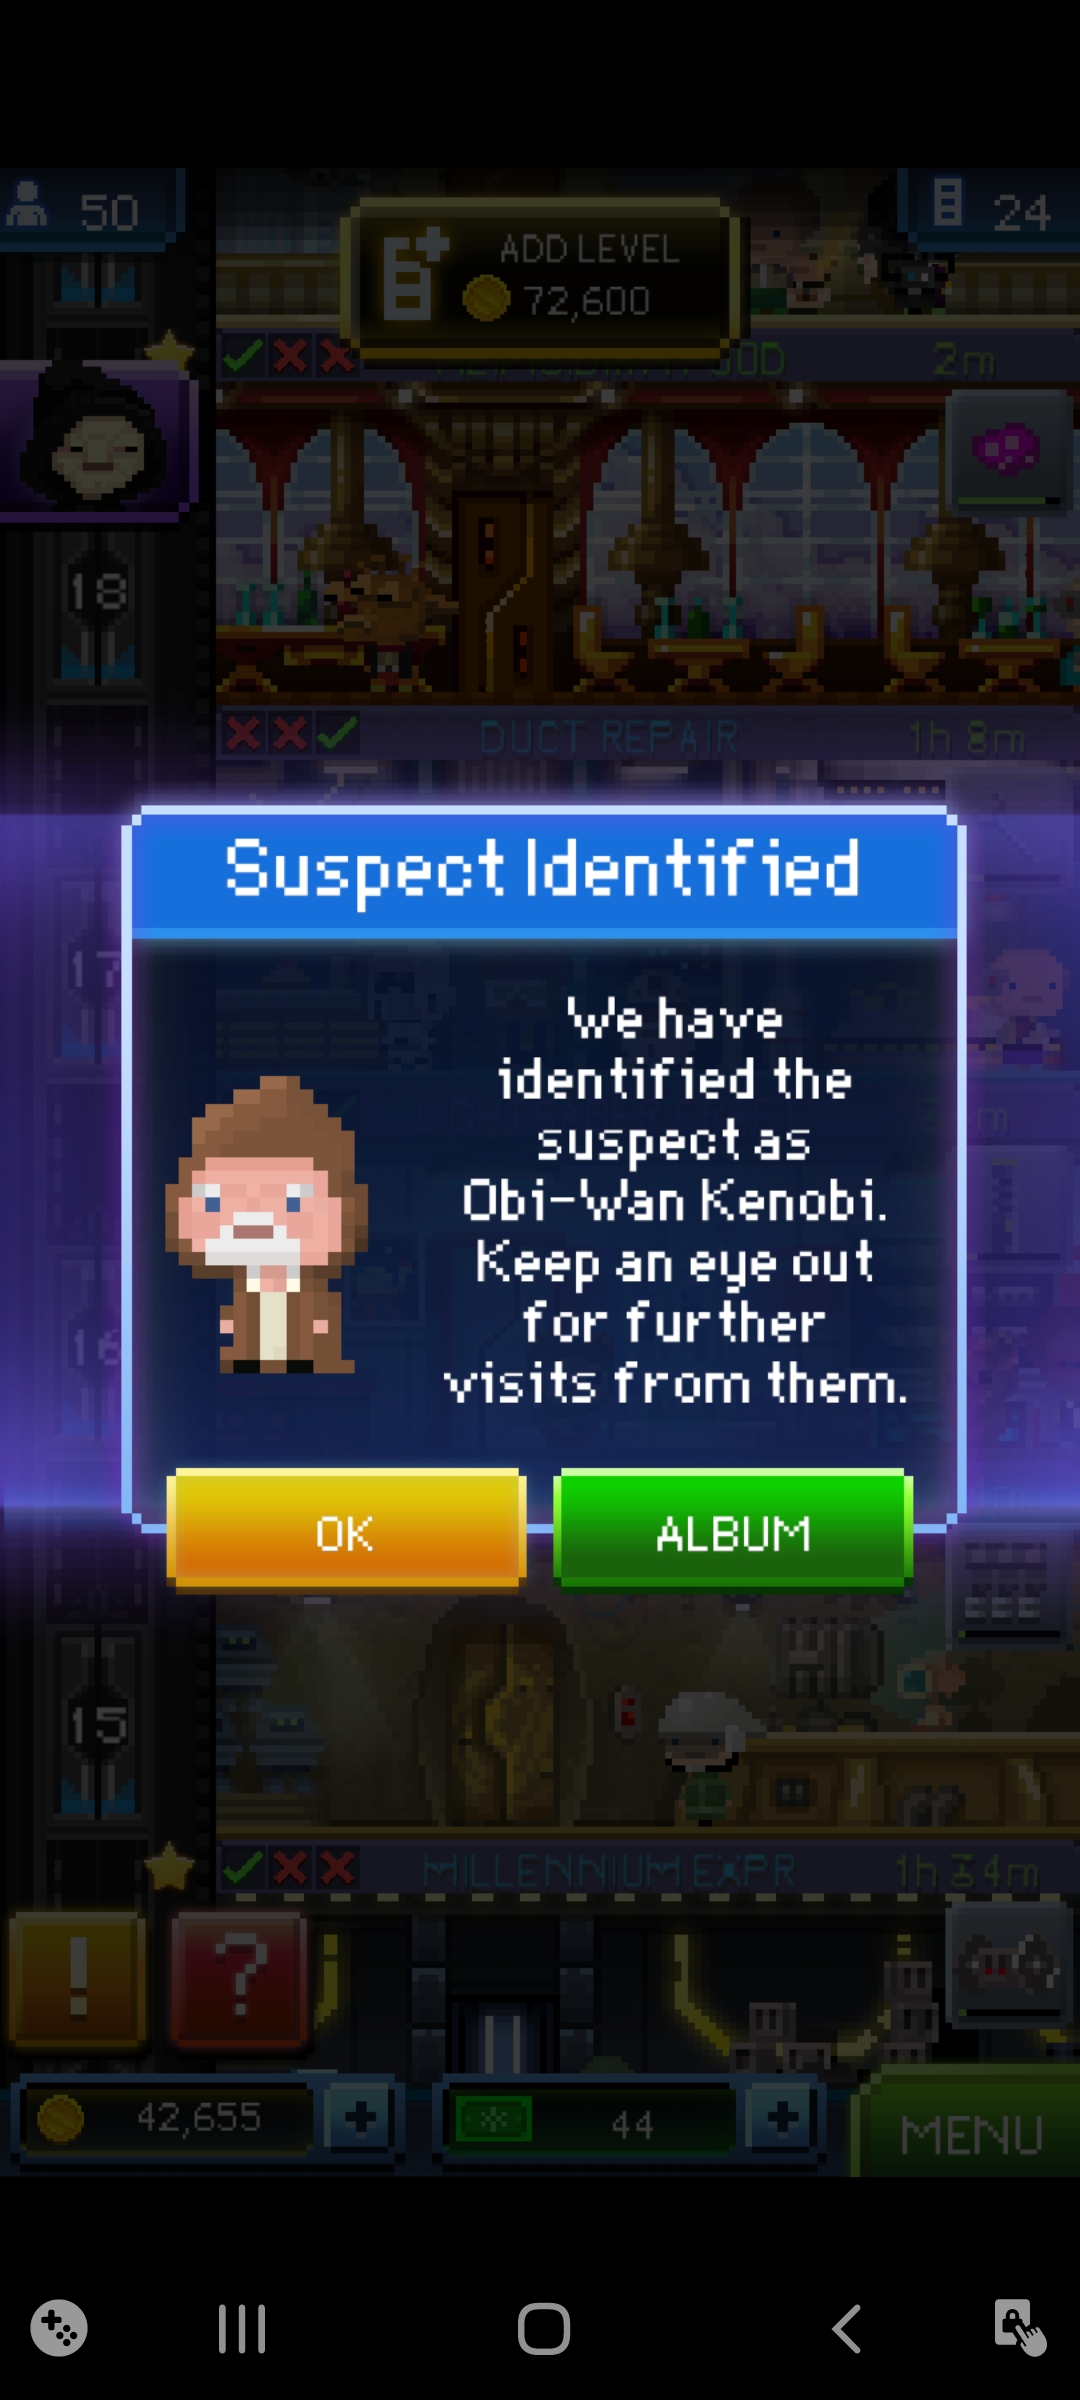 50
ADD LEVEL
72,600
24
2m
18
DUCT REPAIR
1h 8m
Suspect Identified
17
We have
identified the
suspect as
Obi-Wan Kenobi.
Keep an eye out
for further
visits from them.
16
OK
ALBUM
15
MILLENNIUM EXPR
!
?
42,655
+
44
+
MENU